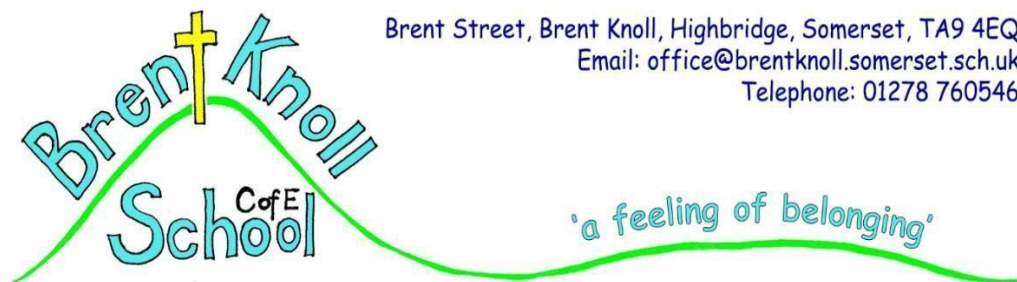 Brent Knoll
CofE
School
Brent Street, Brent Knoll, Highbridge, Somerset, TA9 4EQ
Email: office@brentknoll.somerset.sch.uk
Telephone: 01278 760546
'a feeling of belonging'